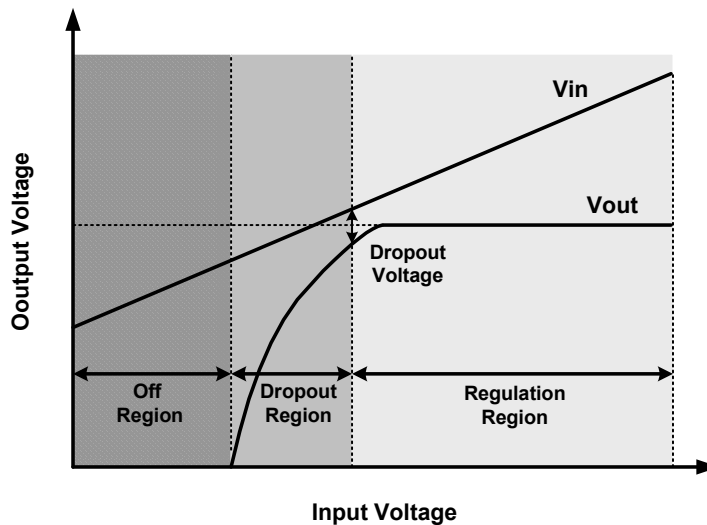 Vin
Vout
Dropout
Voltage
Off
Region
Dropout
Region
Regulation
Region
Ooutput Voltage
Input Voltage